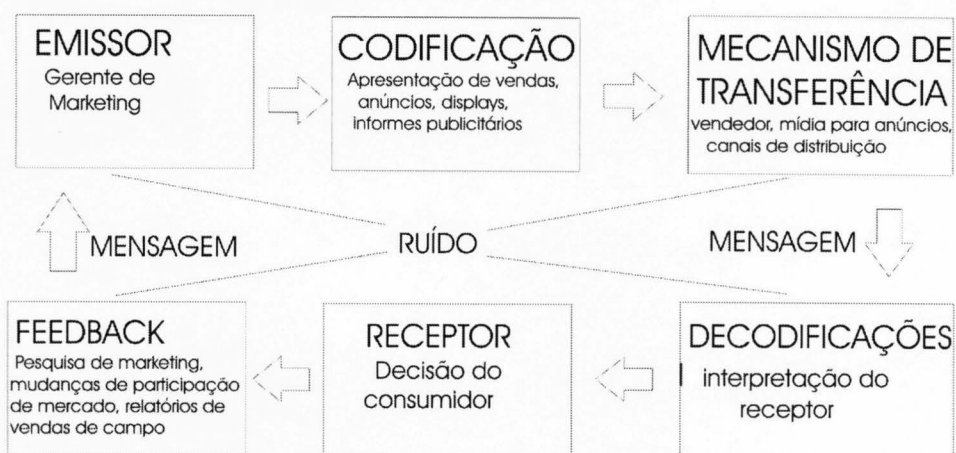 EMISSOR
Gerente de
Marketing
CODIFICAÇÃO
Apresentação de vendas,
anúncios, displays,
informes publicitários
MECANISMO DE
TRANSFERÊNCIA
vendedor, mídia para anúncios,
canais de distribuição
MENSAGEM
RUÍDO
MENSAGEM
FEEDBACK
Pesquisa de marketing,
mudanças de participação
de mercado, relatórios de
vendas de campo
RECEPTOR
Decisão do
consumidor
DECODIFICAÇÕES
interpretação do
receptor